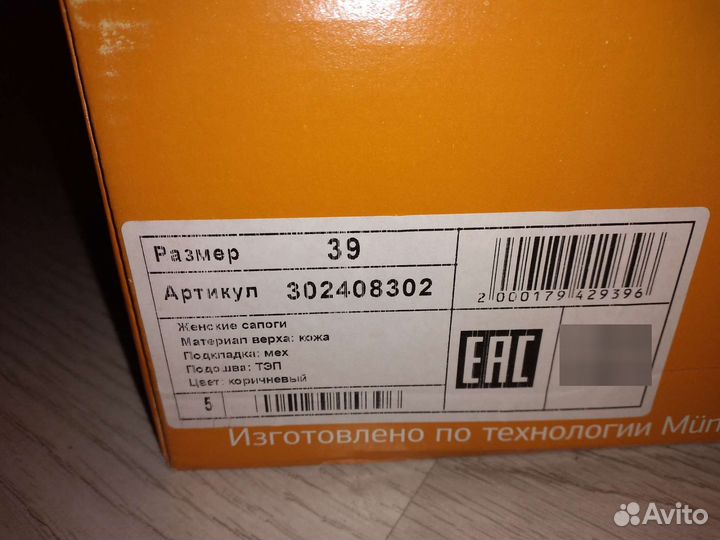 Размер 39
Артикул 302408302
2 000179 429396
Женские сапоги
Материал верха: кожа
Подкладка: мех
Подошва: ТЭП
Цвет: коричневый
EAC
5
Изготовлено по технологии Mün
Avito